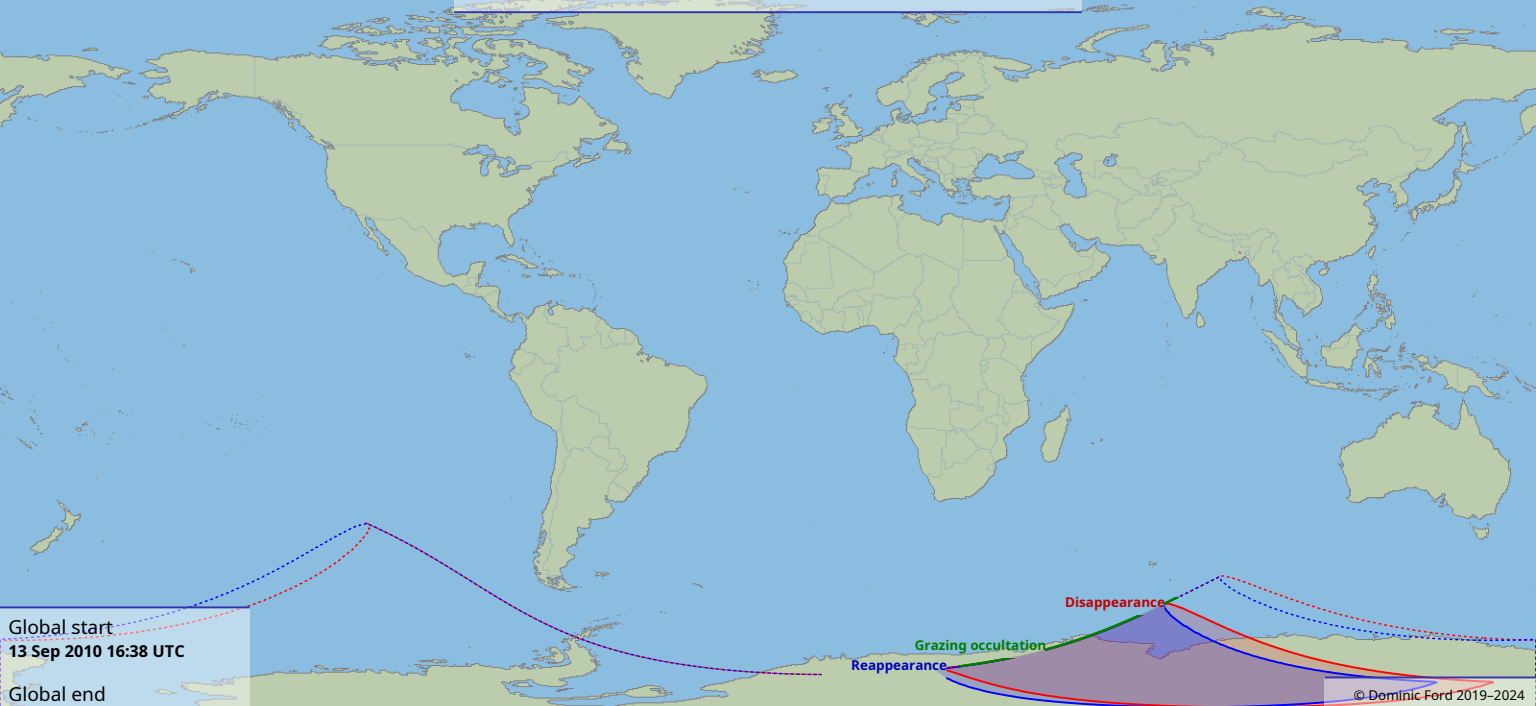 Disappearance
Grazing occultation
Reappearance
Global start
13 Sep 2010 16:38 UTC
Global end
© Dominic Ford 2019–2024